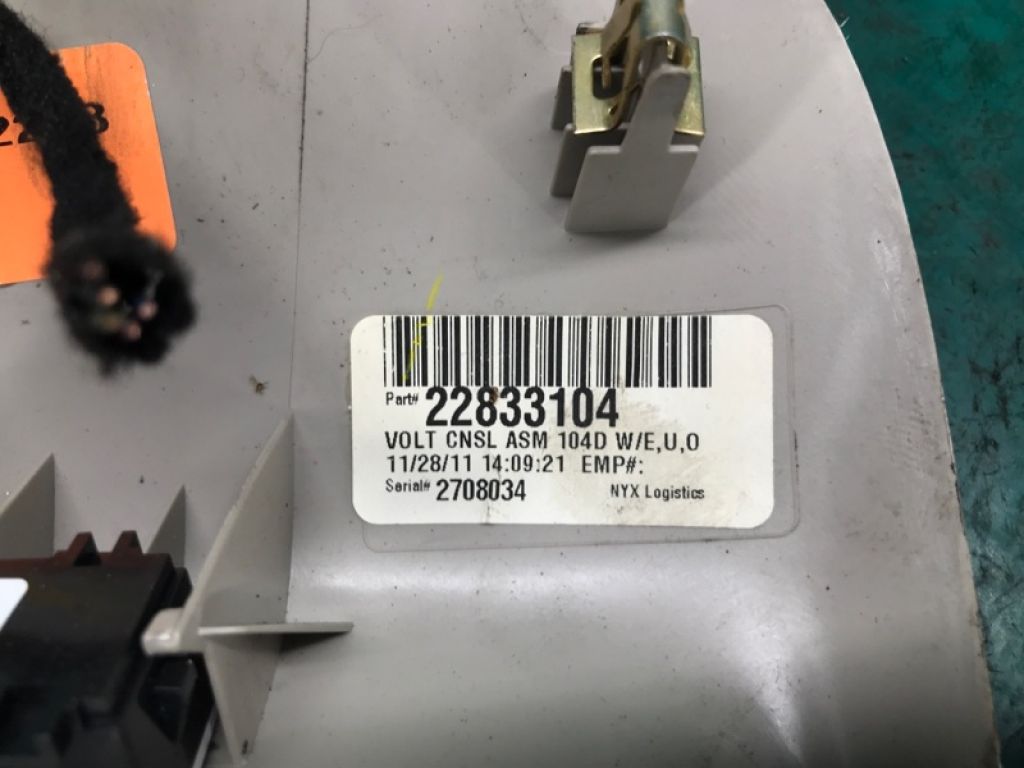 Part# 22833104
VOLT CNSL ASM 104D W/E,U,O
11/28/11 14:09:21 EMP#:
Serial# 2708034 NYX Logistics